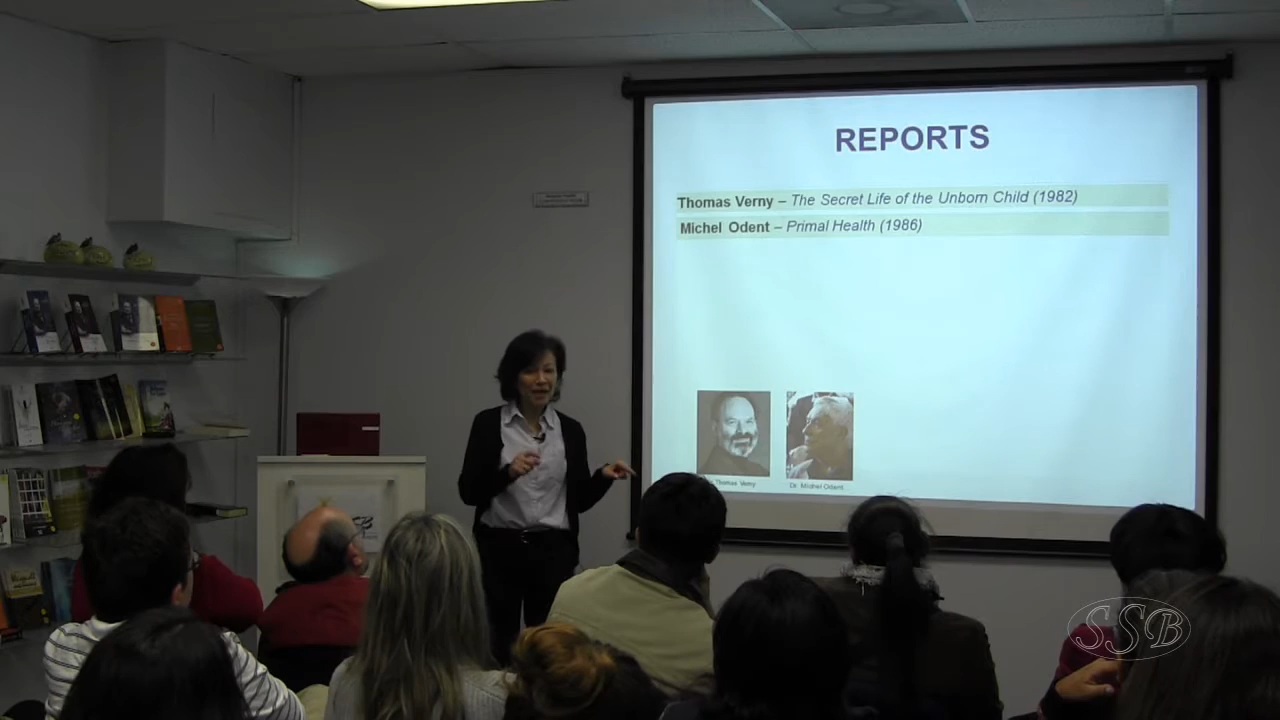 REPORTS
Thomas Verny – The Secret Life of the Unborn Child (1982)
Michel Odent – Primal Health (1986)
Thomas Verny
Dr. Michel Odent
SSB